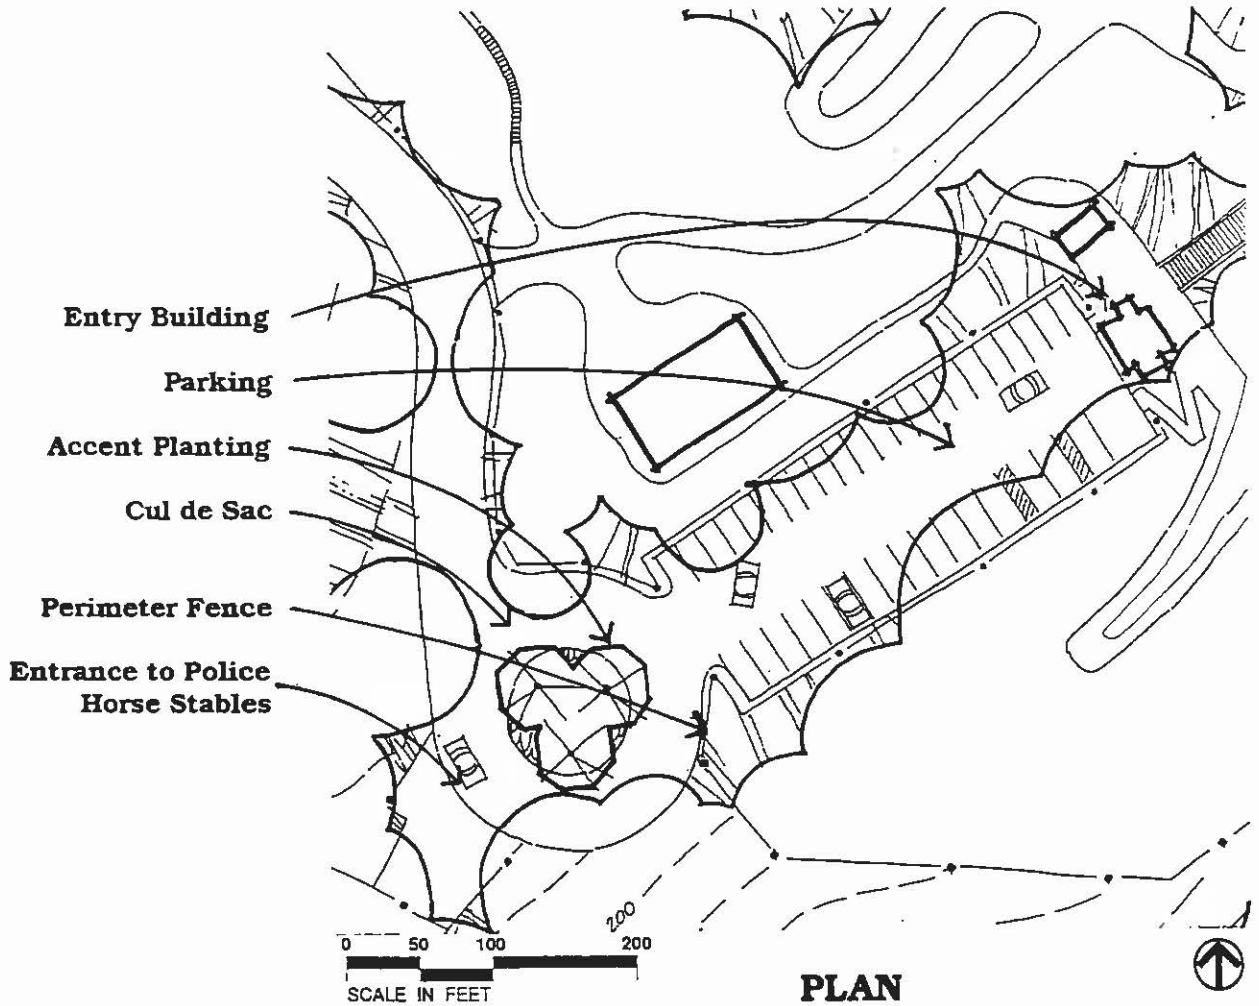 Entry Building
Parking
Accent Planting
Cul de Sac
Perimeter Fence
Entrance to Police
Horse Stables
200
0 50 100 200
SCALE IN FEET
PLAN